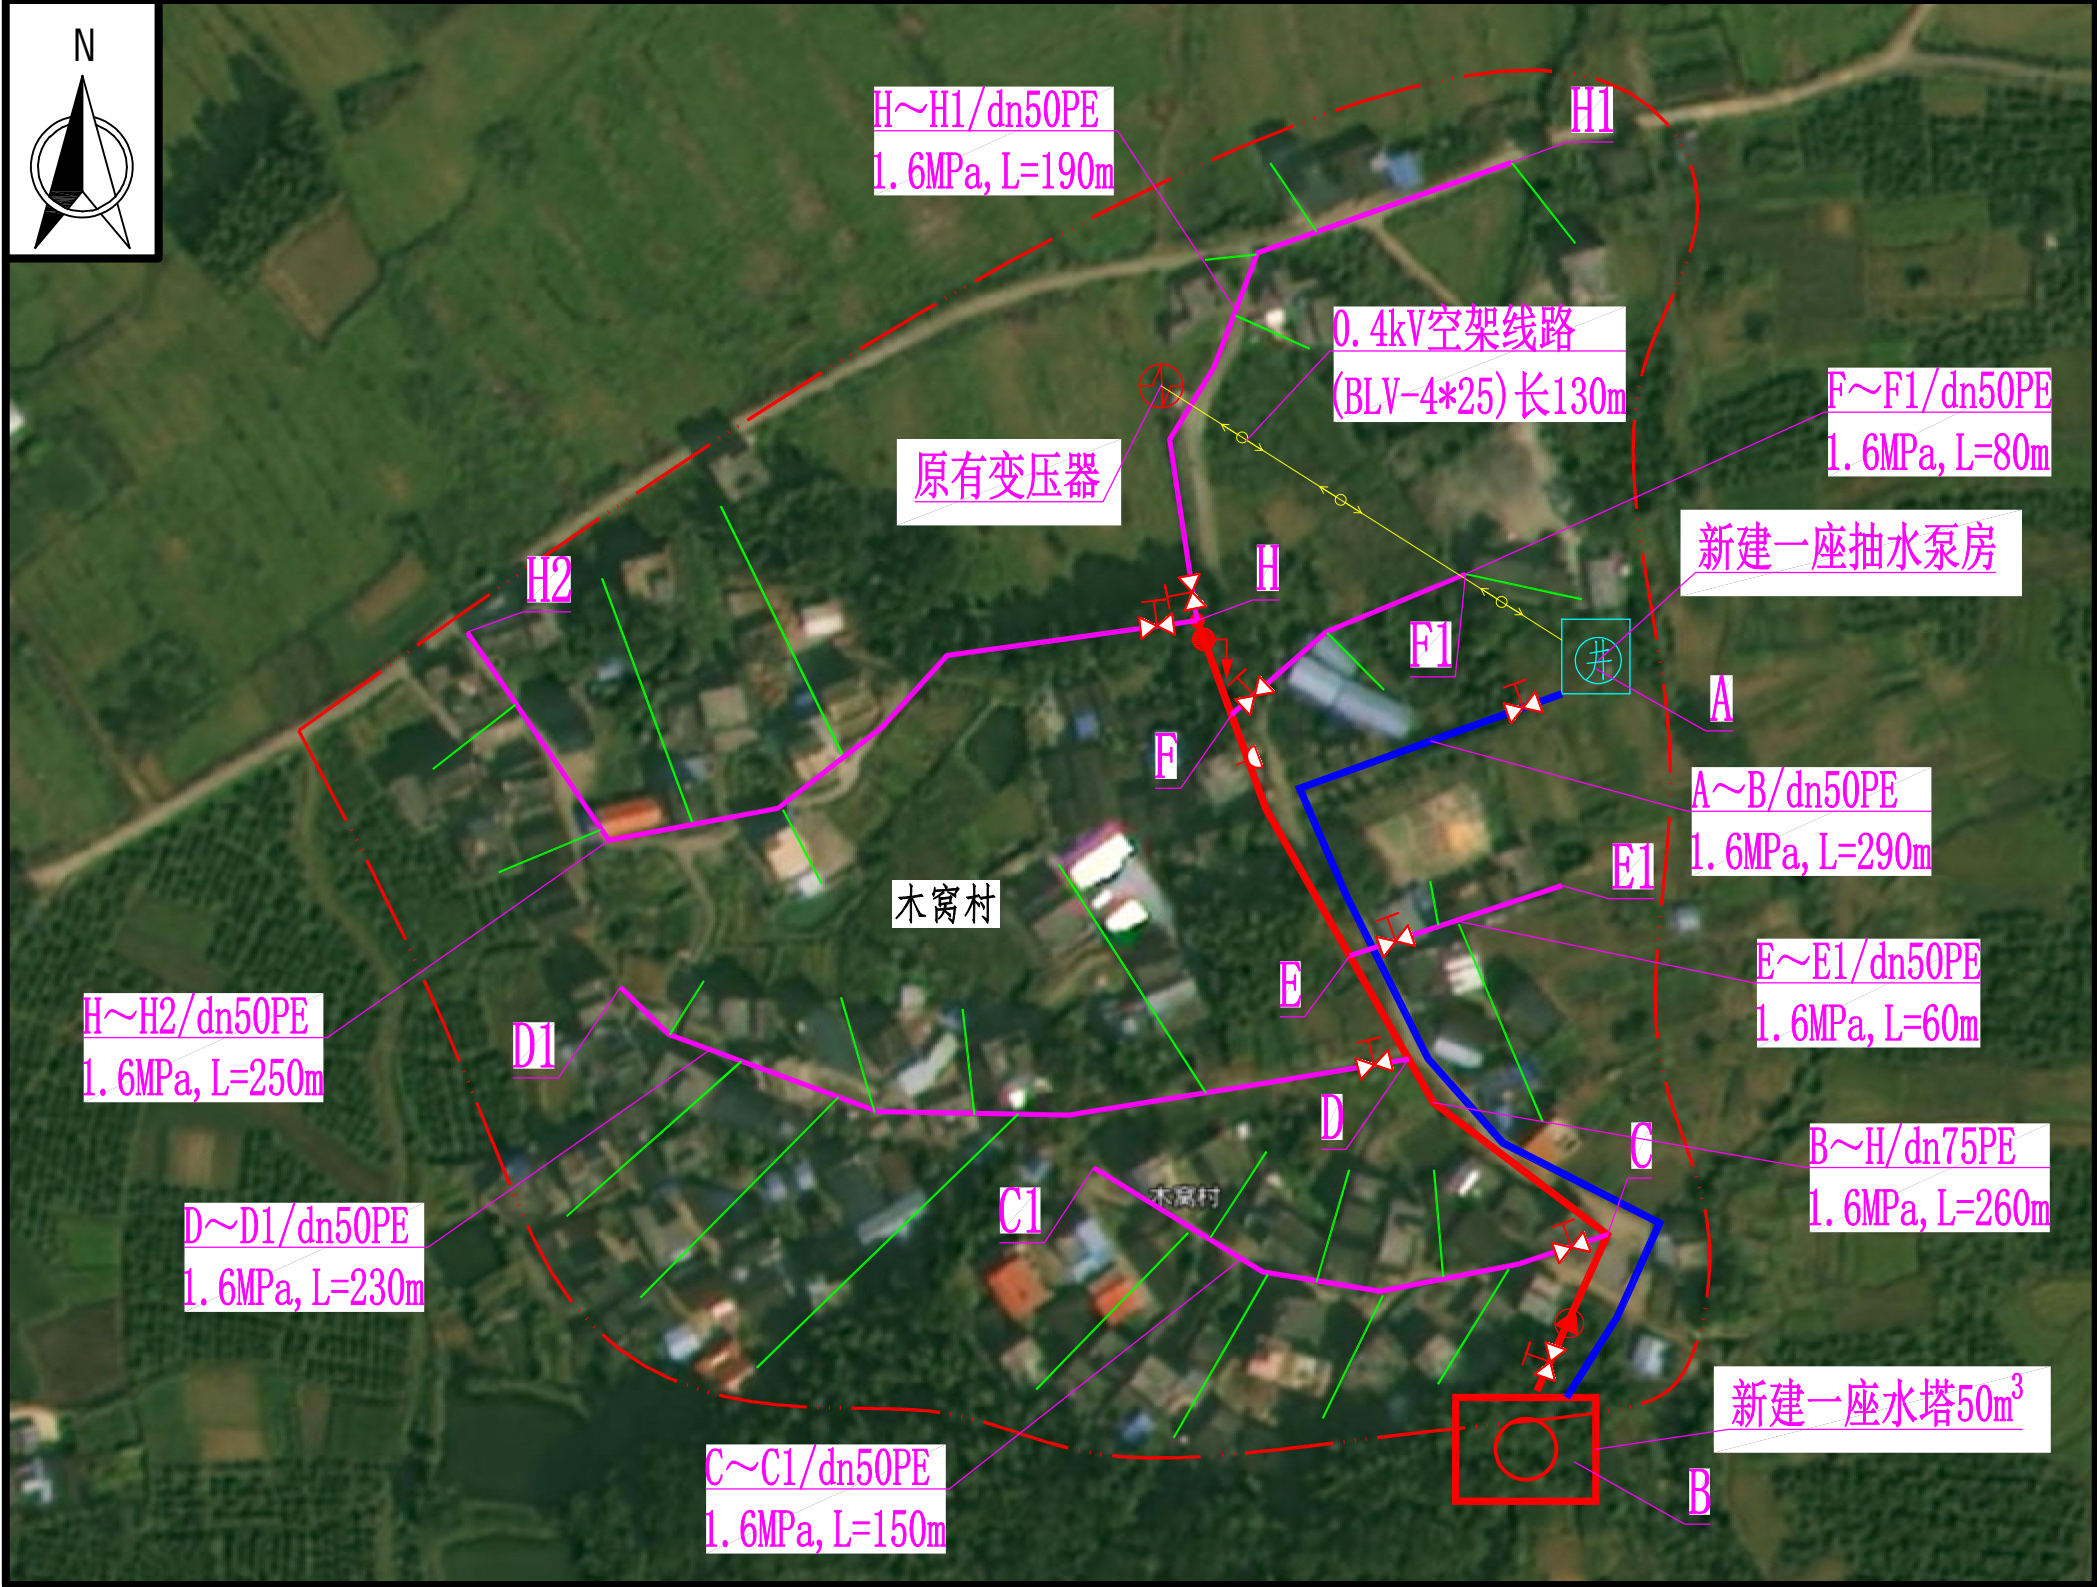 N
H～H1/dn50PE
1.6MPa,L=190m
H1
0.4kV空架线路
(BLV-4*25)长130m
F～F1/dn50PE
1.6MPa,L=80m
原有变压器
新建一座抽水泵房
H2
H
F1
A
F
A～B/dn50PE
1.6MPa,L=290m
井
E1
木窝村
E～E1/dn50PE
1.6MPa,L=60m
E
H～H2/dn50PE
1.6MPa,L=250m
D1
D
C
B～H/dn75PE
1.6MPa,L=260m
C1
木窝村
D～D1/dn50PE
1.6MPa,L=230m
新建一座水塔50m³
C～C1/dn50PE
1.6MPa,L=150m
B